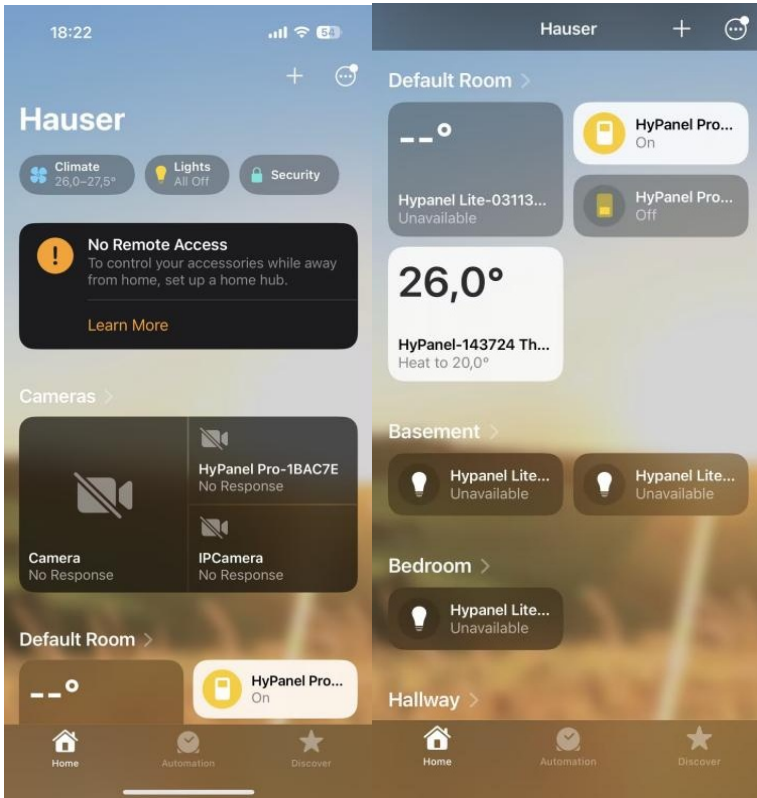 18:22
54
Hauser
Climate
26,0–27,5°
Lights
All Off
Security
No Remote Access
To control your accessories while away
from home, set up a home hub.
Learn More
Cameras
HyPanel Pro-1BAC7E
No Response
Camera
No Response
IPCamera
No Response
Default Room
--°
HyPanel Pro...
On
Home
Automation
Discover
Hauser
Default Room
--°
Hypanel Lite-03113...
Unavailable
HyPanel Pro...
On
HyPanel Pro...
Off
26,0°
HyPanel-143724 Th...
Heat to 20,0°
Basement
Hypanel Lite...
Unavailable
Hypanel Lite...
Unavailable
Bedroom
Hypanel Lite...
Unavailable
Hallway
Home
Automation
Discover